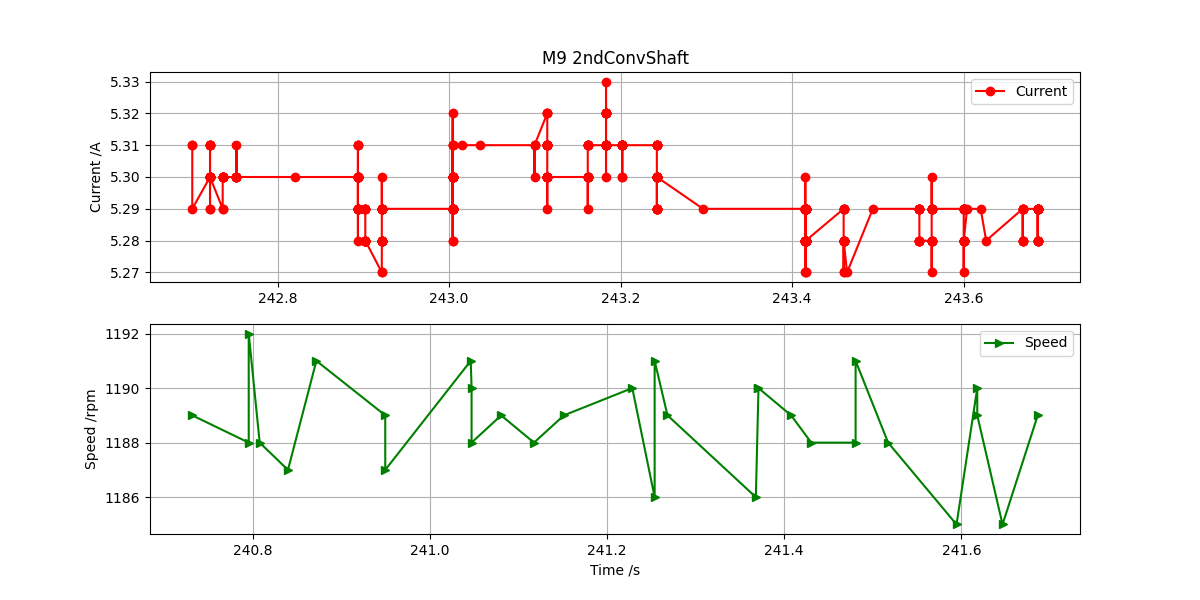 M9 2ndConvShaft
5.33
5.32
5.31
5.30
5.29
5.28
5.27
Current /A
Current
242.8 243.0 243.2 243.4 243.6
1192
1190
1188
1186
Speed /rpm
Speed
240.8 241.0 241.2 241.4 241.6
Time /s